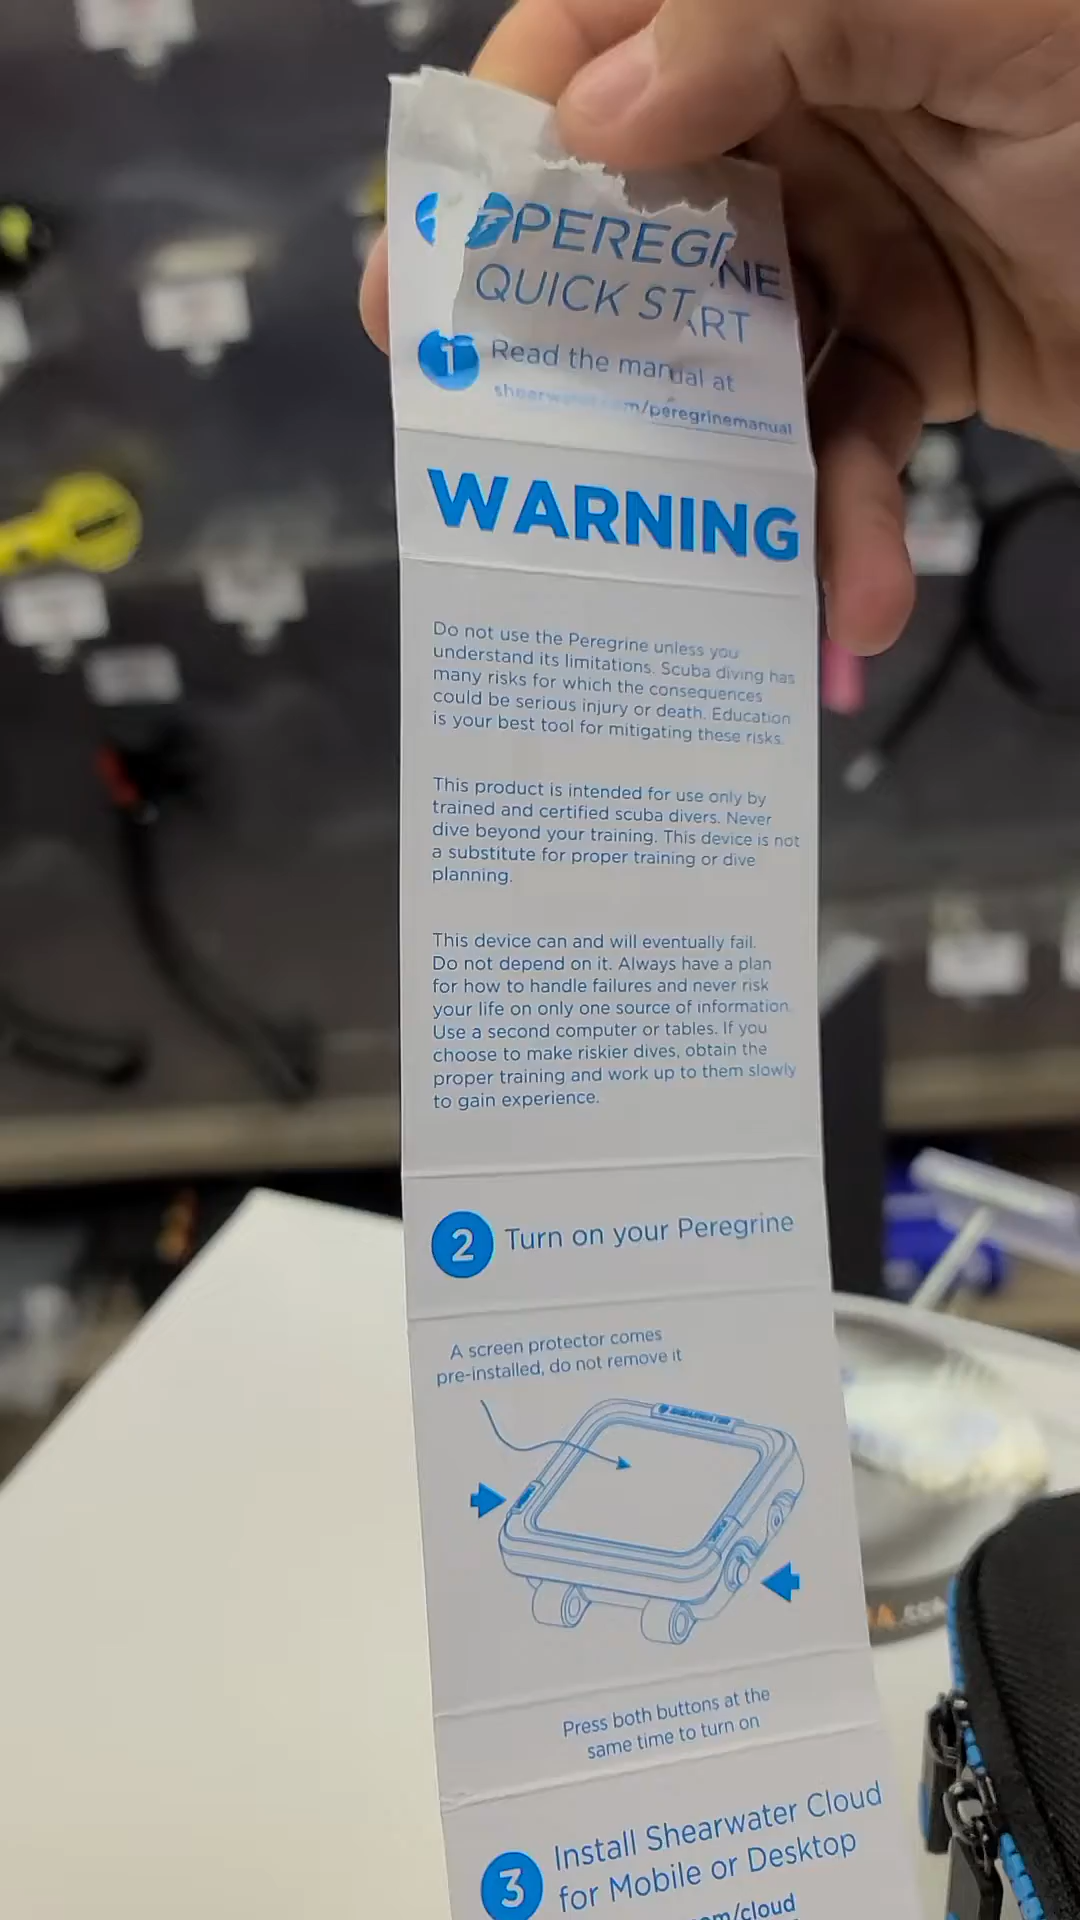 PEREGRINE
QUICK START
1 Read the manual at
shearwater.com/peregrinemanual
WARNING
Do not use the Peregrine unless you
understand its limitations. Scuba diving has
many risks for which the consequences
could be serious injury or death. Education
is your best tool for mitigating these risks.
This product is intended for use only by
trained and certified scuba divers. Never
dive beyond your training. This device is not
a substitute for proper training or dive
planning.
This device can and will eventually fail.
Do not depend on it. Always have a plan
for how to handle failures and never risk
your life on only one source of information.
Use a second computer or tables. If you
choose to make riskier dives, obtain the
proper training and work up to them slowly
to gain experience.
2 Turn on your Peregrine
A screen protector comes
pre-installed, do not remove it
SHEARWATER
Press both buttons at the
same time to turn on
3 Install Shearwater Cloud
for Mobile or Desktop
om/cloud